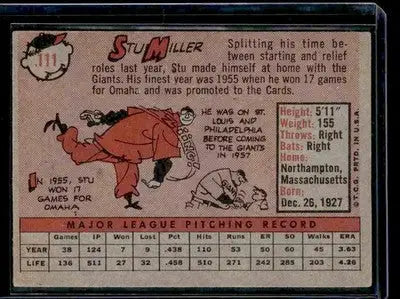 111
STU MILLER
Splitting his time be-
tween starting and relief
roles last year, Stu made himself at home with the
Giants. His finest year was 1955 when he won 17
games for Omaha and was promoted to the Cards.
HE WAS ON ST.
LOUIS AND
PHILADELPHIA
BEFORE COMING
TO THE GIANTS
IN 1957
IN 1955, STU
WON 17
GAMES FOR
OMAHA
Height: 5'11"
Weight: 155
Throws: Right
Bats: Right
Home:
Northampton,
Massachusetts
Born:
Dec. 26, 1927
© T.C.G. PRTD. IN U.S.A.
MAJOR LEAGUE PITCHING RECORD
Games IP Won Lost Pct. Hits Runs ER SO BB ERA
YEAR 38 124 7 9 .438 110 53 50 60 45 3.63
LIFE 136 511 27 32 .458 510 271 242 287 203 4.26